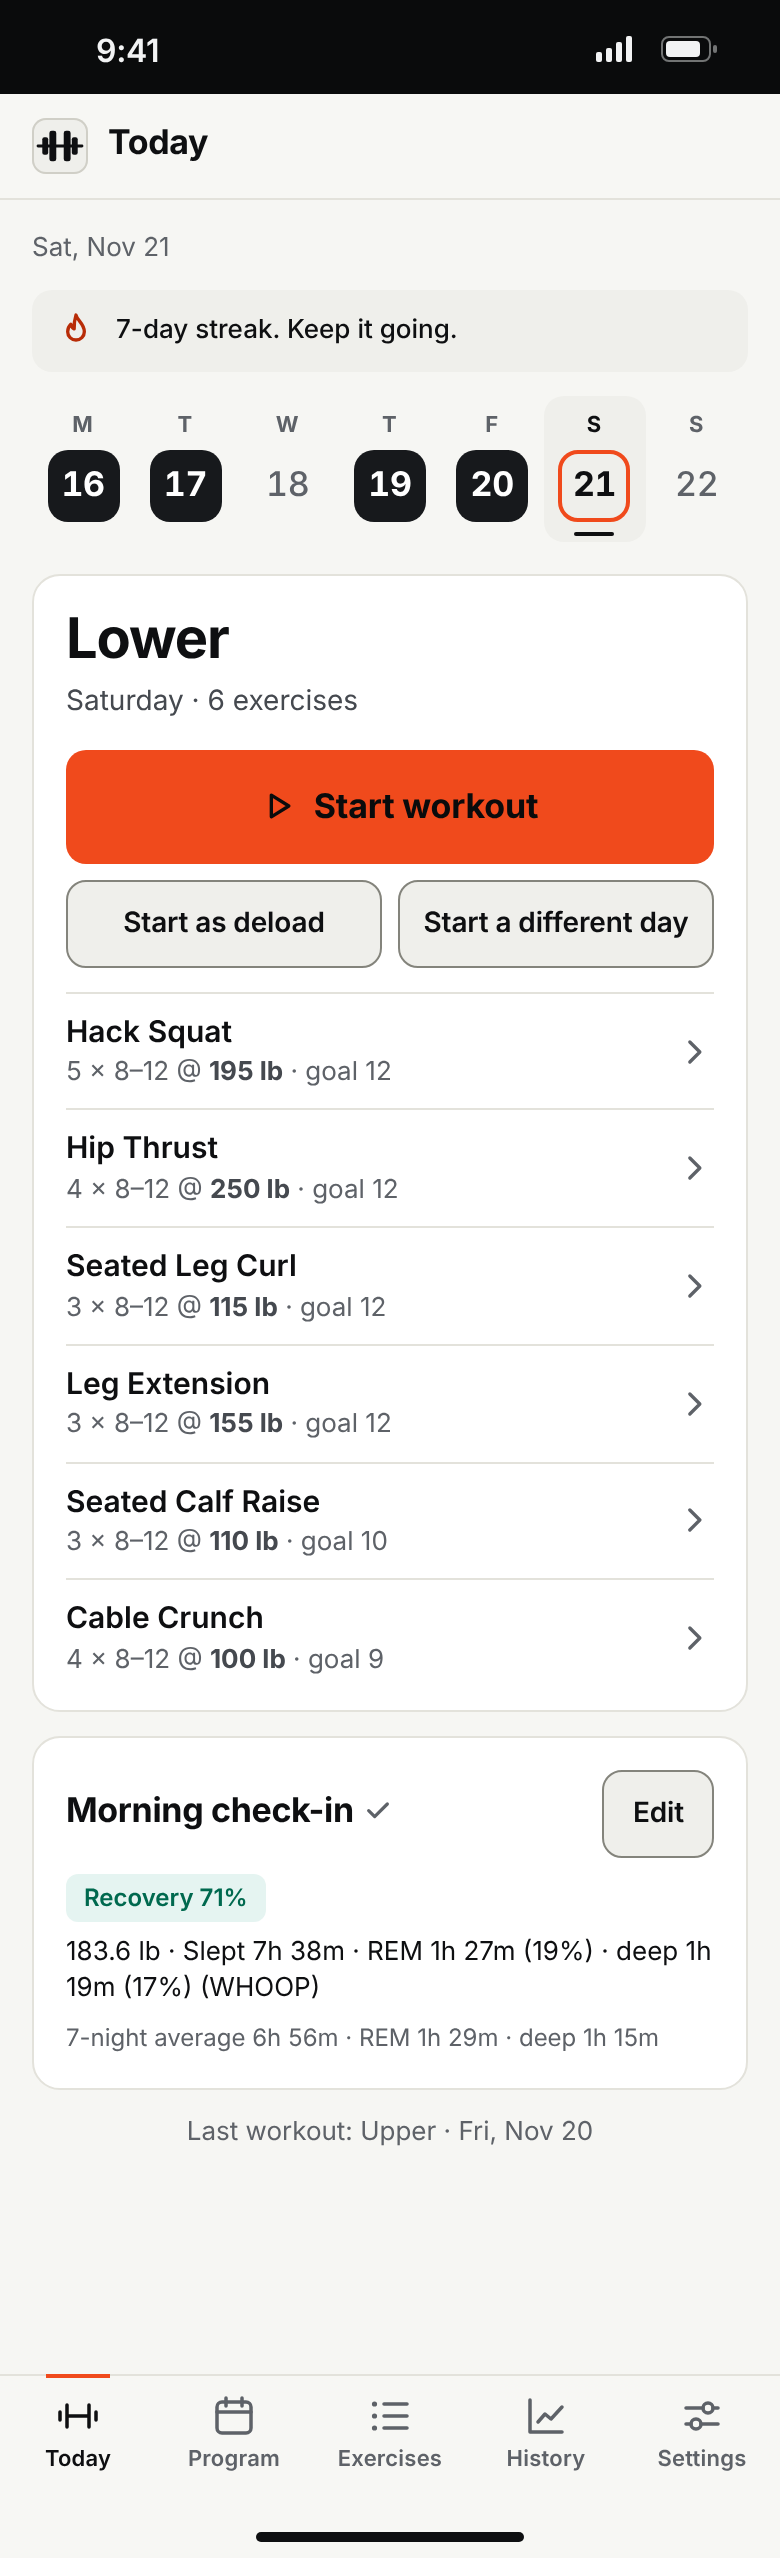 9:41
Today
Sat, Nov 21
7-day streak. Keep it going.
M T W T F S S
16 17 18 19 20 21 22
Lower
Saturday · 6 exercises
Start workout
Start as deload
Start a different day
Hack Squat
5 × 8–12 @ 195 lb · goal 12
Hip Thrust
4 × 8–12 @ 250 lb · goal 12
Seated Leg Curl
3 × 8–12 @ 115 lb · goal 12
Leg Extension
3 × 8–12 @ 155 lb · goal 12
Seated Calf Raise
3 × 8–12 @ 110 lb · goal 10
Cable Crunch
4 × 8–12 @ 100 lb · goal 9
Morning check-in
Edit
Recovery 71%
183.6 lb · Slept 7h 38m · REM 1h 27m (19%) · deep 1h
19m (17%) (WHOOP)
7-night average 6h 56m · REM 1h 29m · deep 1h 15m
Last workout: Upper · Fri, Nov 20
Today Program Exercises History Settings